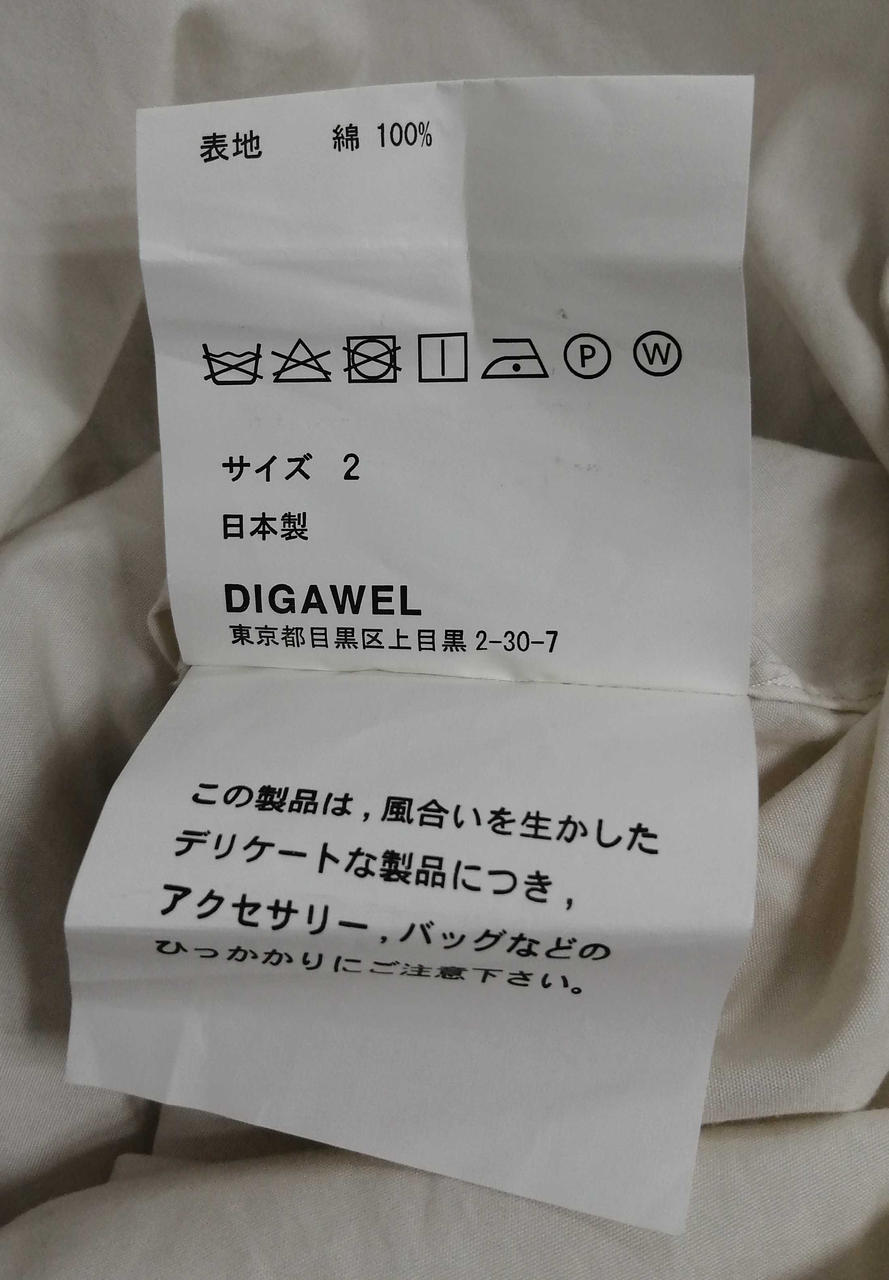 表地 綿 100%
P W
サイズ 2
日本製
DIGAWEL
東京都目黒区上目黒 2-30-7
この製品は,風合いを生かした
デリケートな製品につき,
アクセサリー,バッグなどの
ひっかかりにご注意下さい。